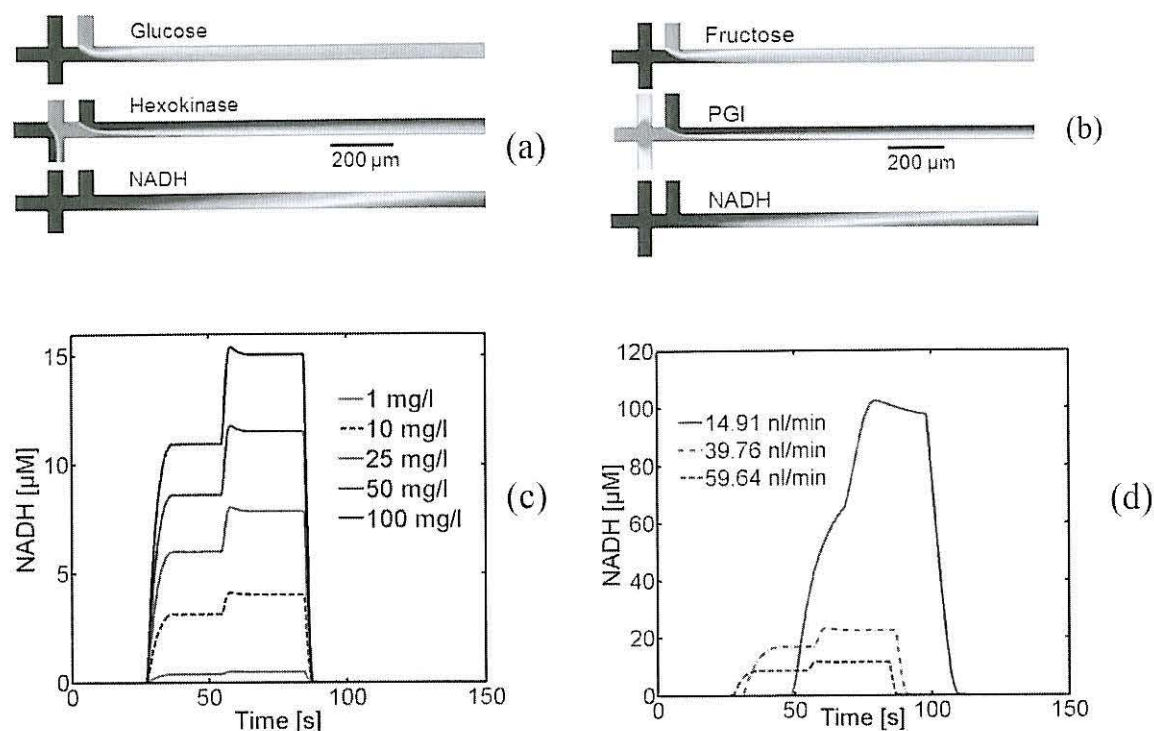 Glucose
Hexokinase
200 µm
NADH
(a)
Fructose
PGI
200 µm
NADH
(b)
NADH [µM]
15
10
5
0
0
50
100
150
Time [s]
1 mg/l
10 mg/l
25 mg/l
50 mg/l
100 mg/l
(c)
NADH [µM]
120
100
80
60
40
20
0
0
50
100
150
Time [s]
14.91 nl/min
39.76 nl/min
59.64 nl/min
(d)